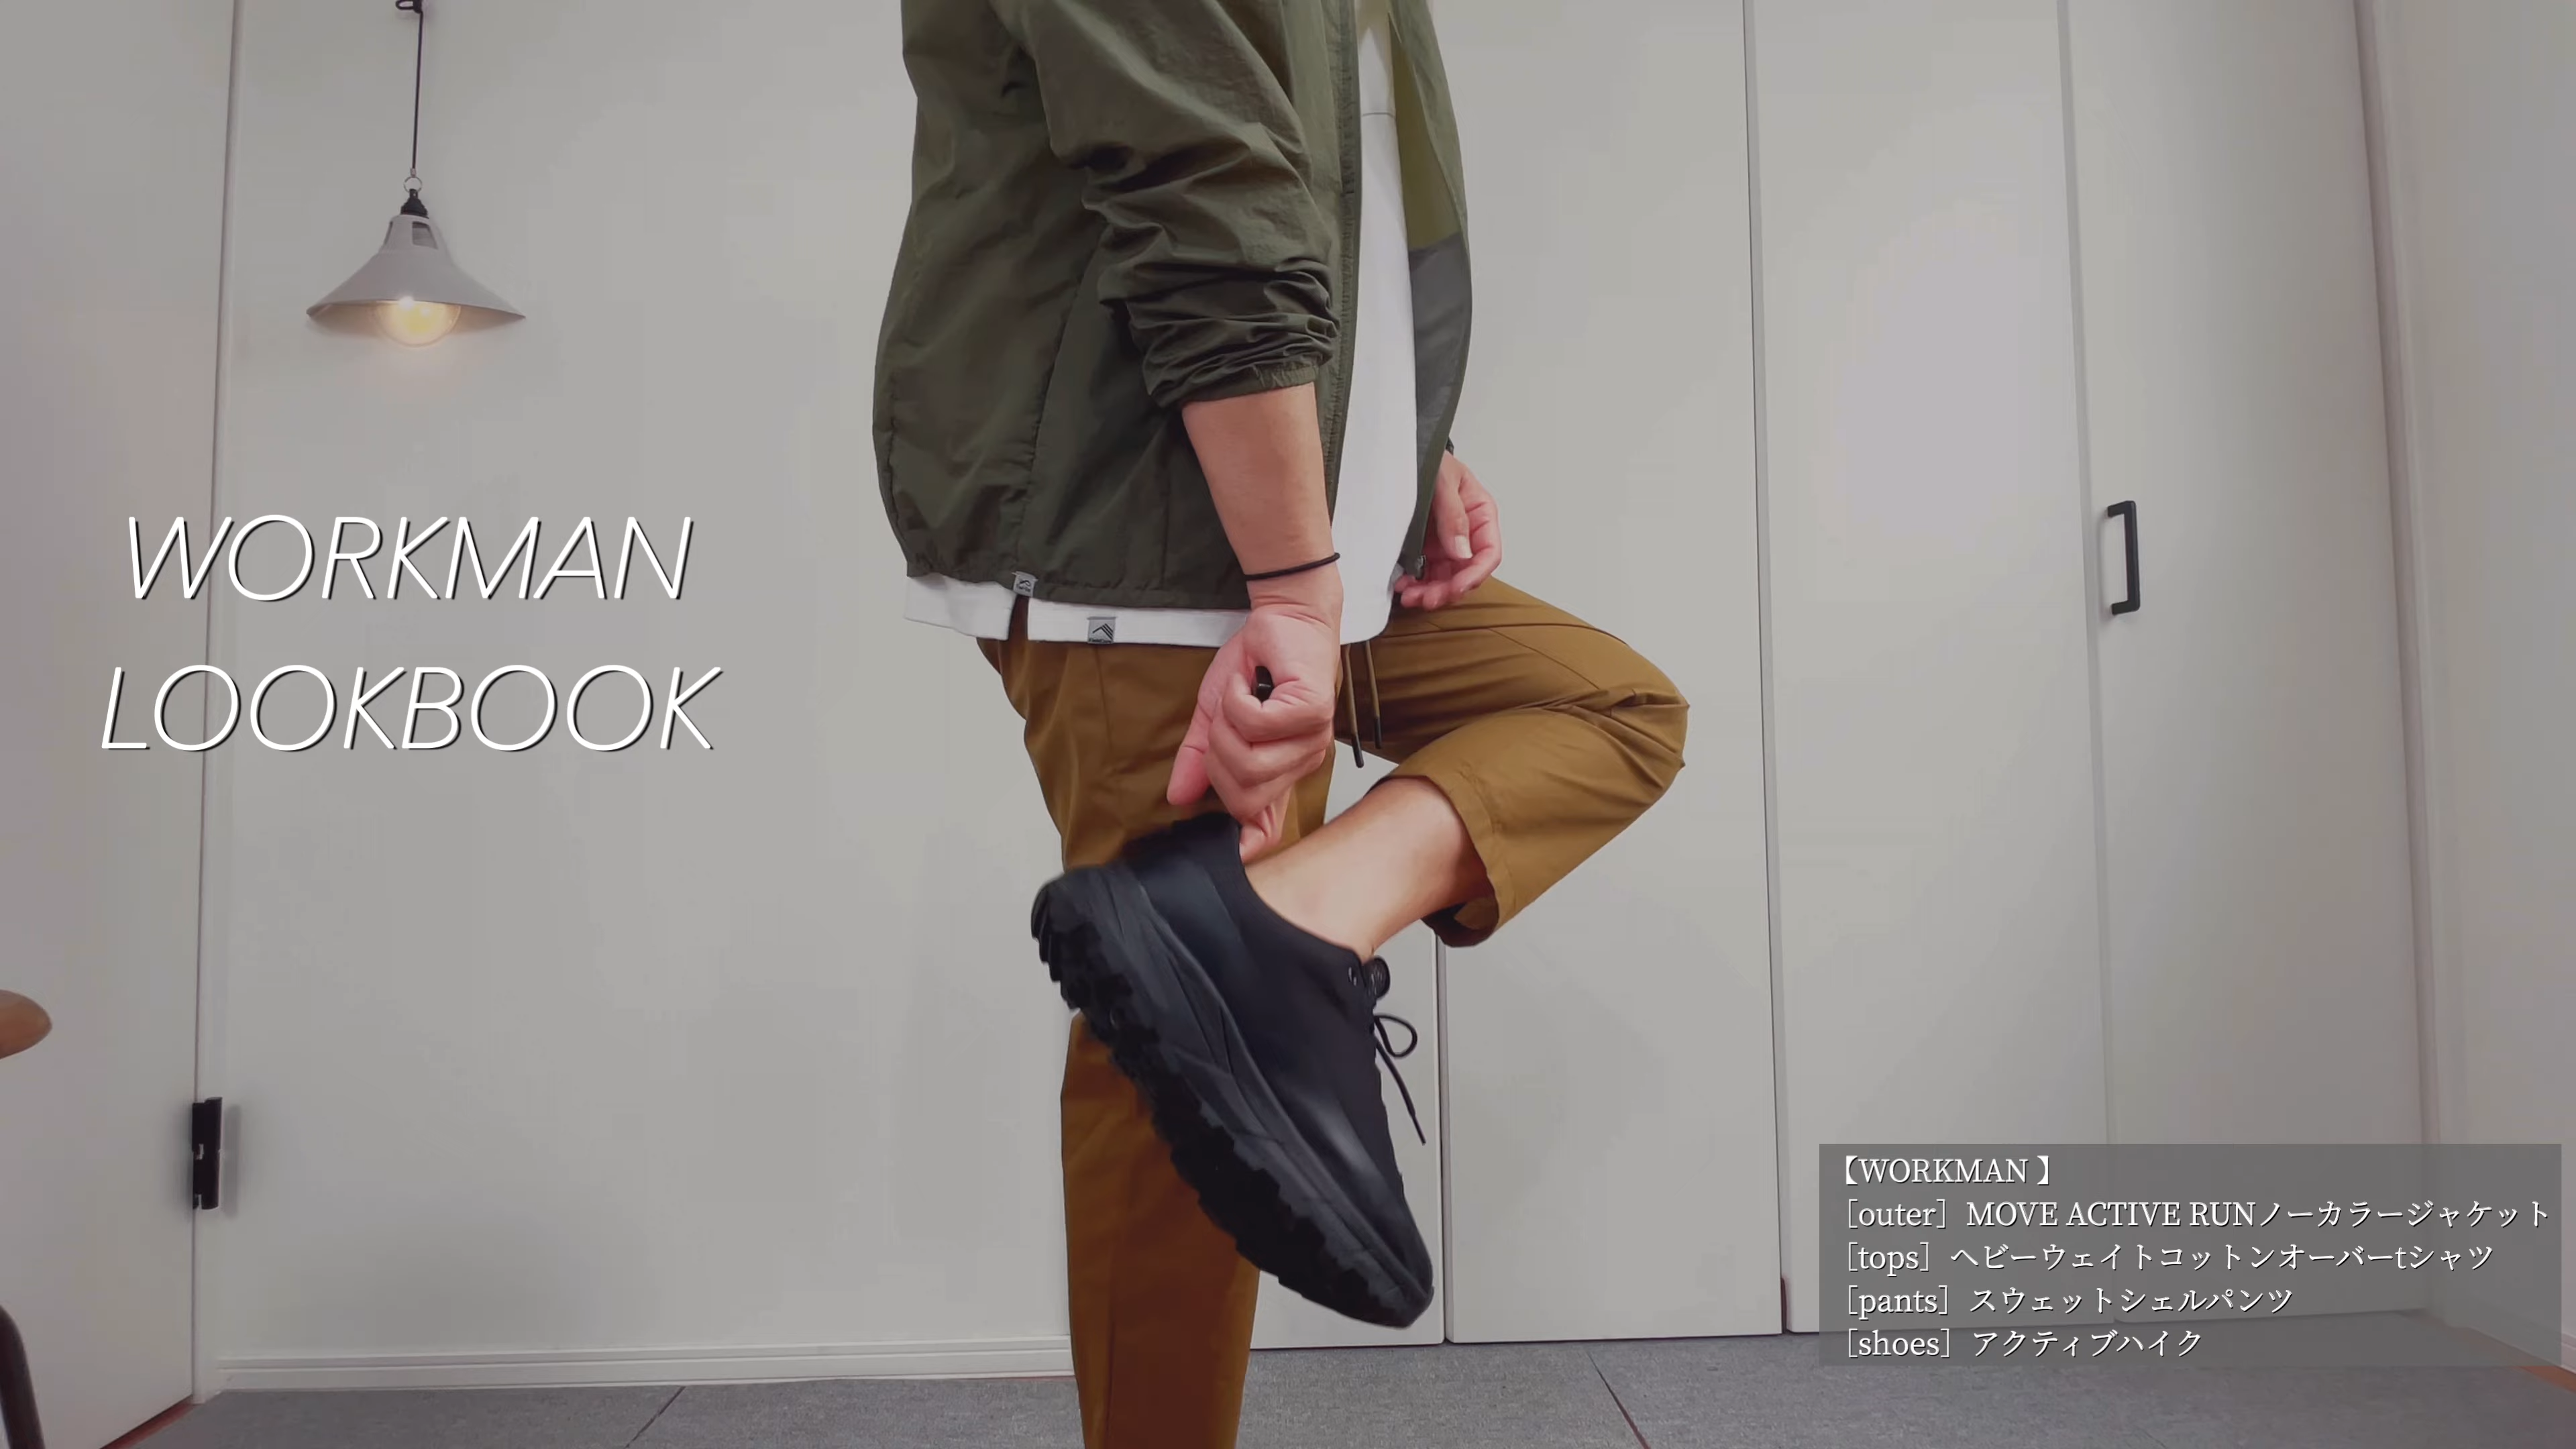 WORKMAN
LOOKBOOK
【WORKMAN 】
［outer］MOVE ACTIVE RUNノーカラージャケット
［tops］ヘビーウェイトコットンオーバーtシャツ
［pants］スウェットシェルパンツ
［shoes］アクティブハイク